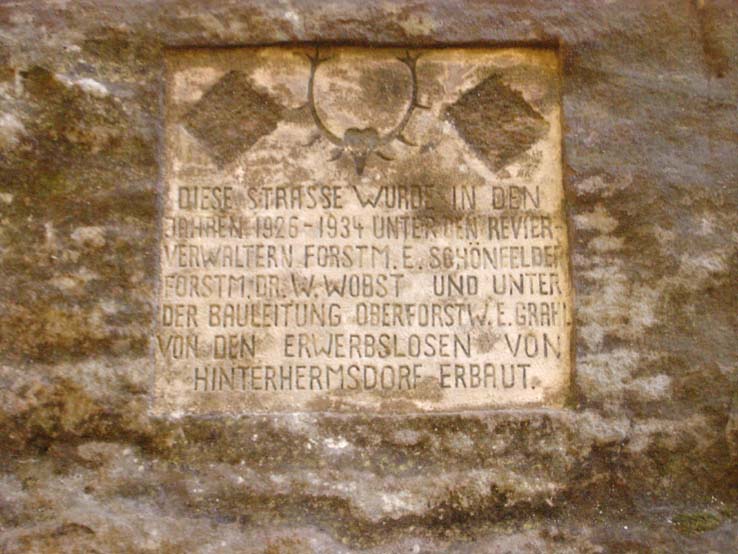 DIESE STRASSE WURDE IN DEN
JAHREN 1926-1934 UNTER DEN REVIER-
VERWALTERN FORSTM. E. SCHÖNFELDER
FORSTM. DR. W. WOBST UND UNTER
DER BAULEITUNG OBERFORSTW. E. GRAHL
VON DEN ERWERBSLOSEN VON
HINTERHERMSDORF ERBAUT.